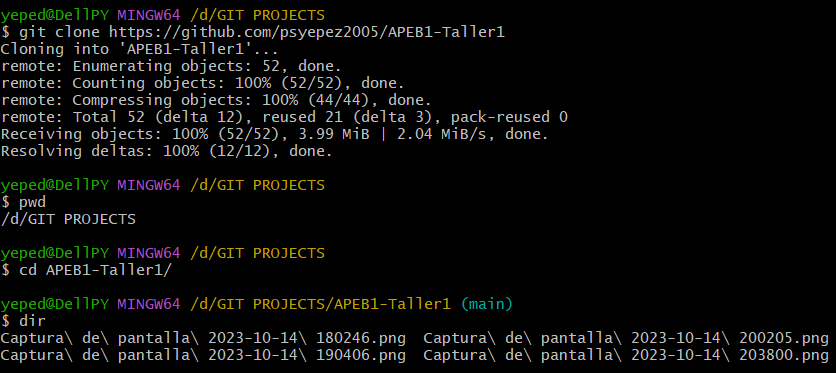 yeped@DellPY MINGW64 /d/GIT PROJECTS
$ git clone https://github.com/psyepez2005/APEB1-Taller1
Cloning into 'APEB1-Taller1'...
remote: Enumerating objects: 52, done.
remote: Counting objects: 100% (52/52), done.
remote: Compressing objects: 100% (44/44), done.
remote: Total 52 (delta 12), reused 21 (delta 3), pack-reused 0
Receiving objects: 100% (52/52), 3.99 MiB | 2.04 MiB/s, done.
Resolving deltas: 100% (12/12), done.
yeped@DellPY MINGW64 /d/GIT PROJECTS
$ pwd
/d/GIT PROJECTS
yeped@DellPY MINGW64 /d/GIT PROJECTS
$ cd APEB1-Taller1/
yeped@DellPY MINGW64 /d/GIT PROJECTS/APEB1-Taller1 (main)
$ dir
Captura\ de\ pantalla\ 2023-10-14\ 180246.png  Captura\ de\ pantalla\ 2023-10-14\ 200205.png
Captura\ de\ pantalla\ 2023-10-14\ 190406.png  Captura\ de\ pantalla\ 2023-10-14\ 203800.png